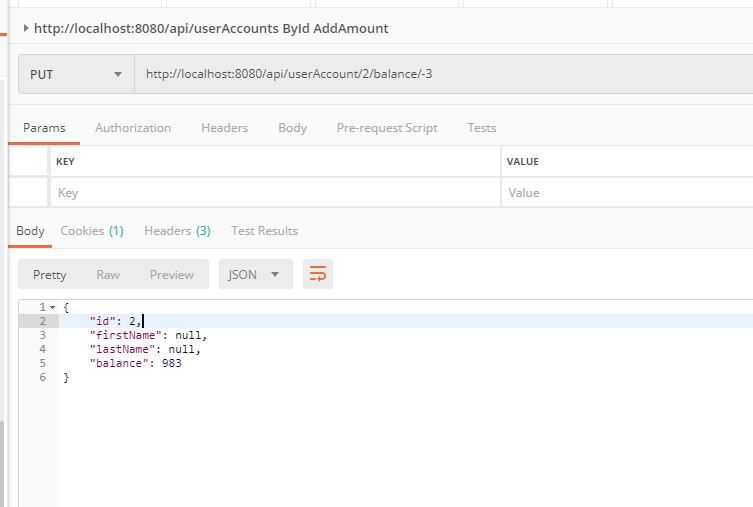 http://localhost:8080/api/userAccounts ById AddAmount
PUT http://localhost:8080/api/userAccount/2/balance/-3
Params Authorization Headers Body Pre-request Script Tests
KEY VALUE
Key Value
Body Cookies (1) Headers (3) Test Results
Pretty Raw Preview JSON
1 {
2 "id": 2,
3 "firstName": null,
4 "lastName": null,
5 "balance": 983
6 }